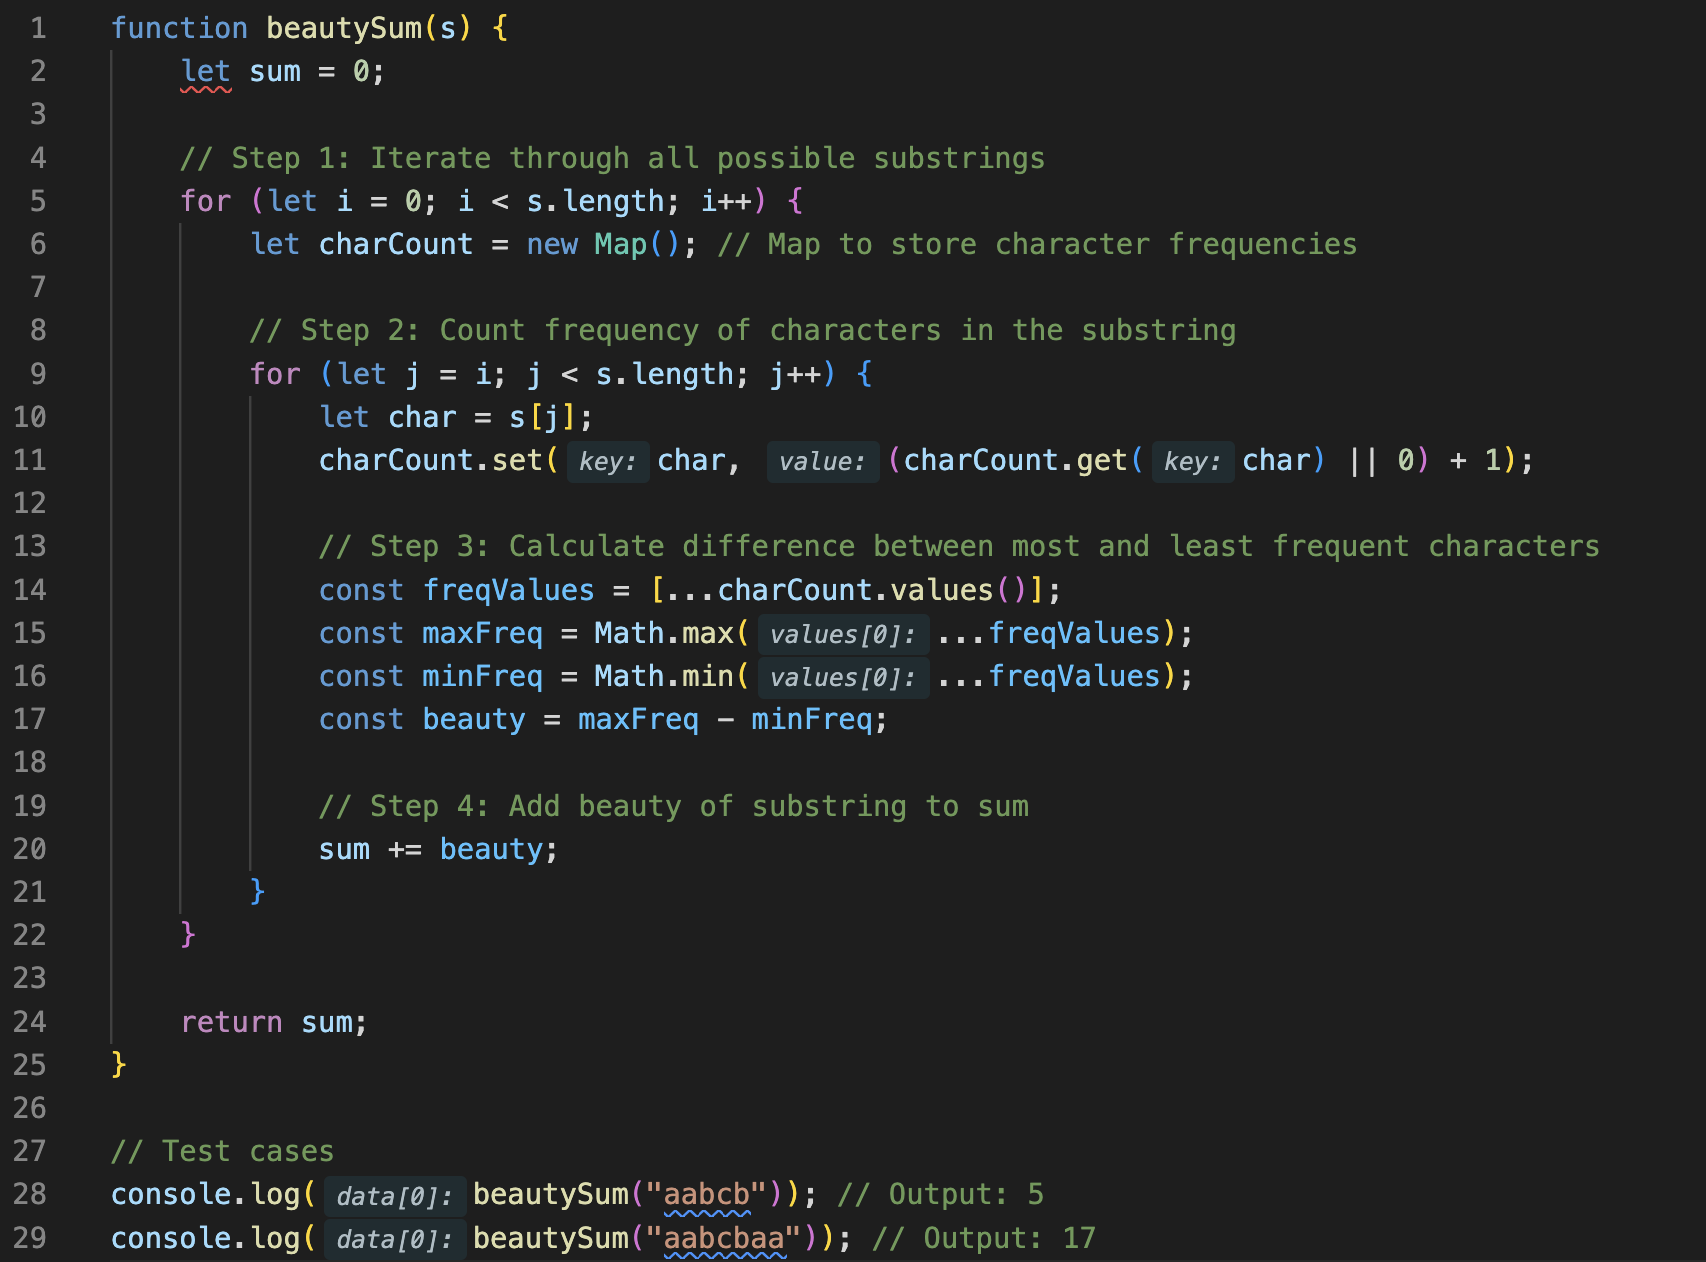 1 function beautySum(s) {
2 let sum = 0;
3
4 // Step 1: Iterate through all possible substrings
5 for (let i = 0; i < s.length; i++) {
6 let charCount = new Map(); // Map to store character frequencies
7
8 // Step 2: Count frequency of characters in the substring
9 for (let j = i; j < s.length; j++) {
10 let char = s[j];
11 charCount.set( key: char, value: (charCount.get( key: char) || 0) + 1);
12
13 // Step 3: Calculate difference between most and least frequent characters
14 const freqValues = [...charCount.values()];
15 const maxFreq = Math.max( values[0]: ...freqValues);
16 const minFreq = Math.min( values[0]: ...freqValues);
17 const beauty = maxFreq - minFreq;
18
19 // Step 4: Add beauty of substring to sum
20 sum += beauty;
21 }
22 }
23
24 return sum;
25 }
26
27 // Test cases
28 console.log( data[0]: beautySum("aabcb")); // Output: 5
29 console.log( data[0]: beautySum("aabcbaa")); // Output: 17